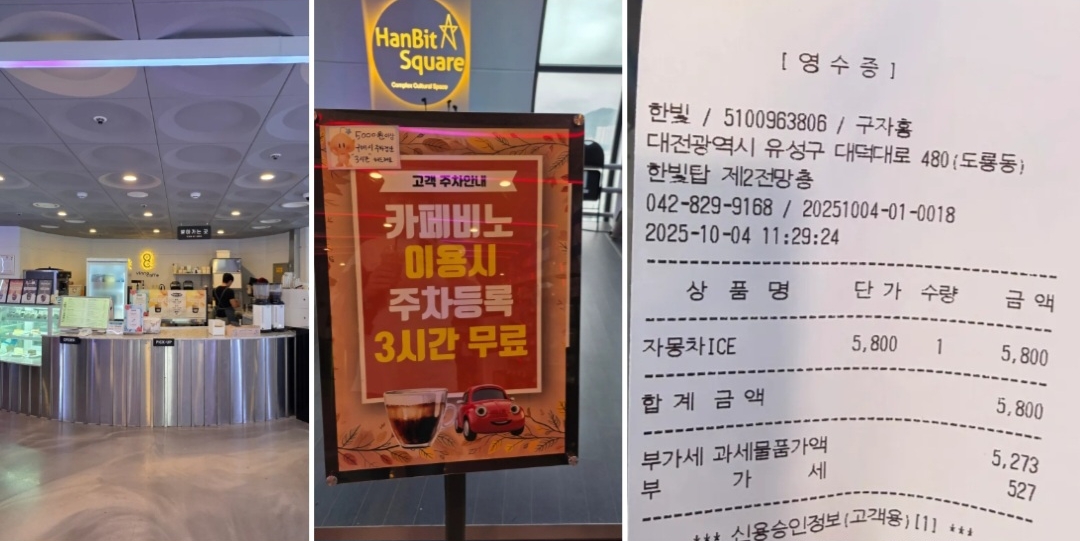 ORDER
PICK UP
HanBit
Square
Complex Cultural Space
고객 주차안내
카페비노
이용시
주차등록
3시간 무료
[ 영 수 증 ]
한빛 / 5100963806 / 구자홍
대전광역시 유성구 대덕대로 480(도룡동)
한빛탑 제2전망층
042-829-9168 / 20251004-01-0018
2025-10-04 11:29:24
상 품 명 단 가 수량 금 액
자몽차ICE 5,800 1 5,800
합 계 금 액 5,800
부가세 과세물품가액 5,273
부 가 세 527
*** 신용승인정보(고객용)[1] ***